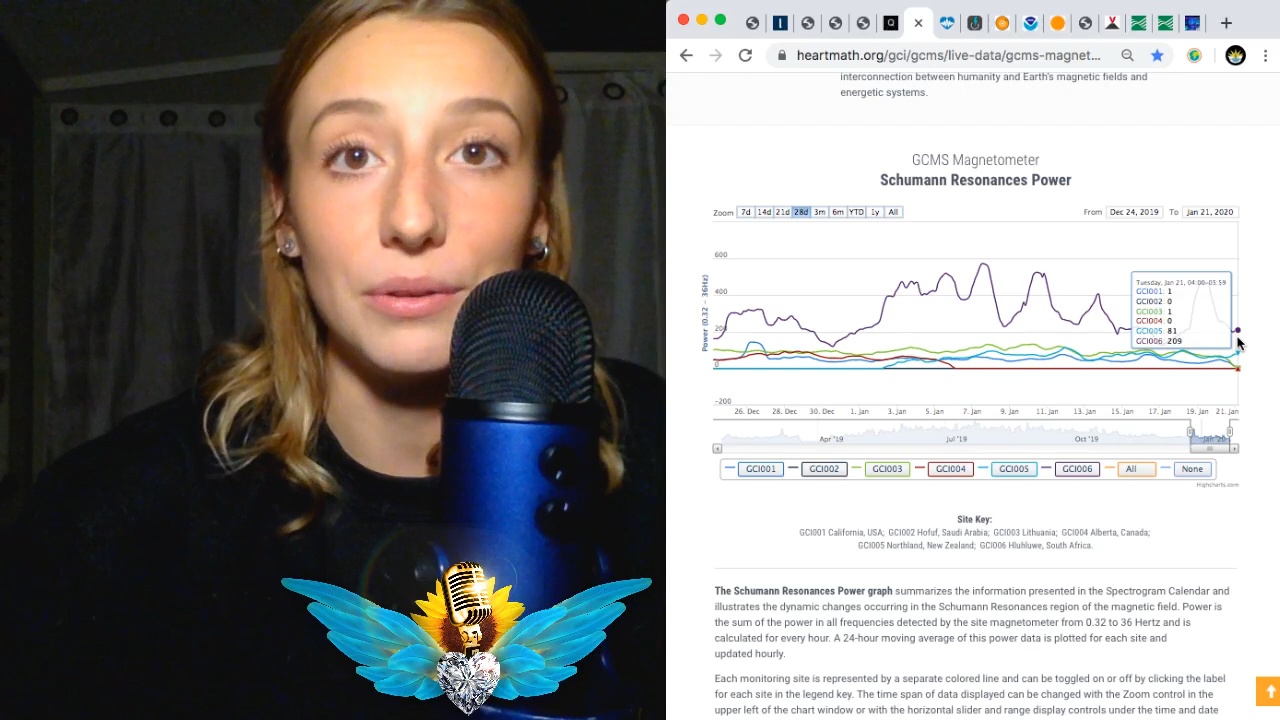 heartmath.org/gci/gcms/live-data/gcms-magnet...
interconnection between humanity and Earth's magnetic fields and
energetic systems.
GCMS Magnetometer
Schumann Resonances Power
Zoom 7d 14d 21d 28d 3m 6m YTD 1y All From Dec 24, 2019 To Jan 21, 2020
Power (0.32 - 36Hz)
600
400
200
0
-200
Tuesday, Jan 21, 04:00-05:59
GCI001: 1
GCI002: 0
GCI003: 1
GCI004: 0
GCI005: 81
GCI006: 209
26. Dec 28. Dec 30. Dec 1. Jan 3. Jan 5. Jan 7. Jan 9. Jan 11. Jan 13. Jan 15. Jan 17. Jan 19. Jan 21. Jan
Apr '19 Jul '19 Oct '19 Jan '20
GCI001 GCI002 GCI003 GCI004 GCI005 GCI006 All None
Highcharts.com
Site Key:
GCI001 California, USA; GCI002 Hofuf, Saudi Arabia; GCI003 Lithuania; GCI004 Alberta, Canada;
GCI005 Northland, New Zealand; GCI006 Hluhluwe, South Africa.
The Schumann Resonances Power graph summarizes the information presented in the Spectrogram Calendar and
illustrates the dynamic changes occurring in the Schumann Resonances region of the magnetic field. Power is
the sum of the power in all frequencies detected by the site magnetometer from 0.32 to 36 Hertz and is
calculated for every hour. A 24-hour moving average of this power data is plotted for each site and
updated hourly.
Each monitoring site is represented by a separate colored line and can be toggled on or off by clicking the label
for each site in the legend key. The time span of data displayed can be changed with the Zoom control in the
upper left of the chart window or with the horizontal slider and range display controls under the time and date